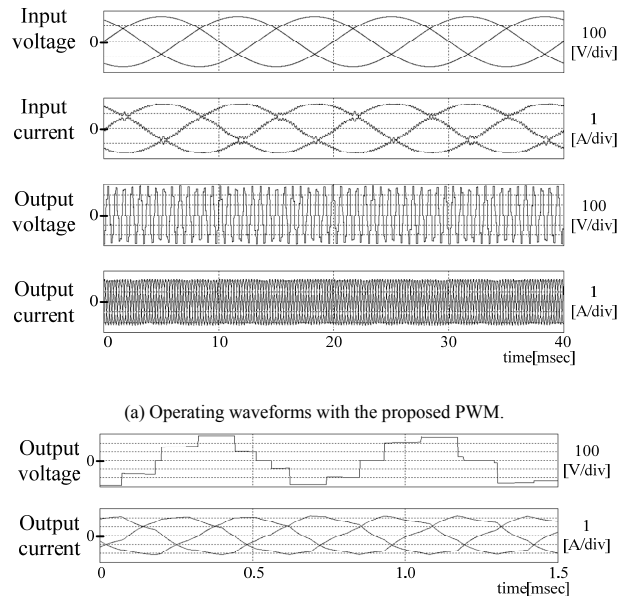 Input
voltage
0
100
[V/div]
Input
current
0
1
[A/div]
Output
voltage
0
100
[V/div]
Output
current
0
1
[A/div]
0 10 20 30 40
time[msec]
(a) Operating waveforms with the proposed PWM.
Output
voltage
0
100
[V/div]
Output
current
0
1
[A/div]
0 0.5 1.0 1.5
time[msec]